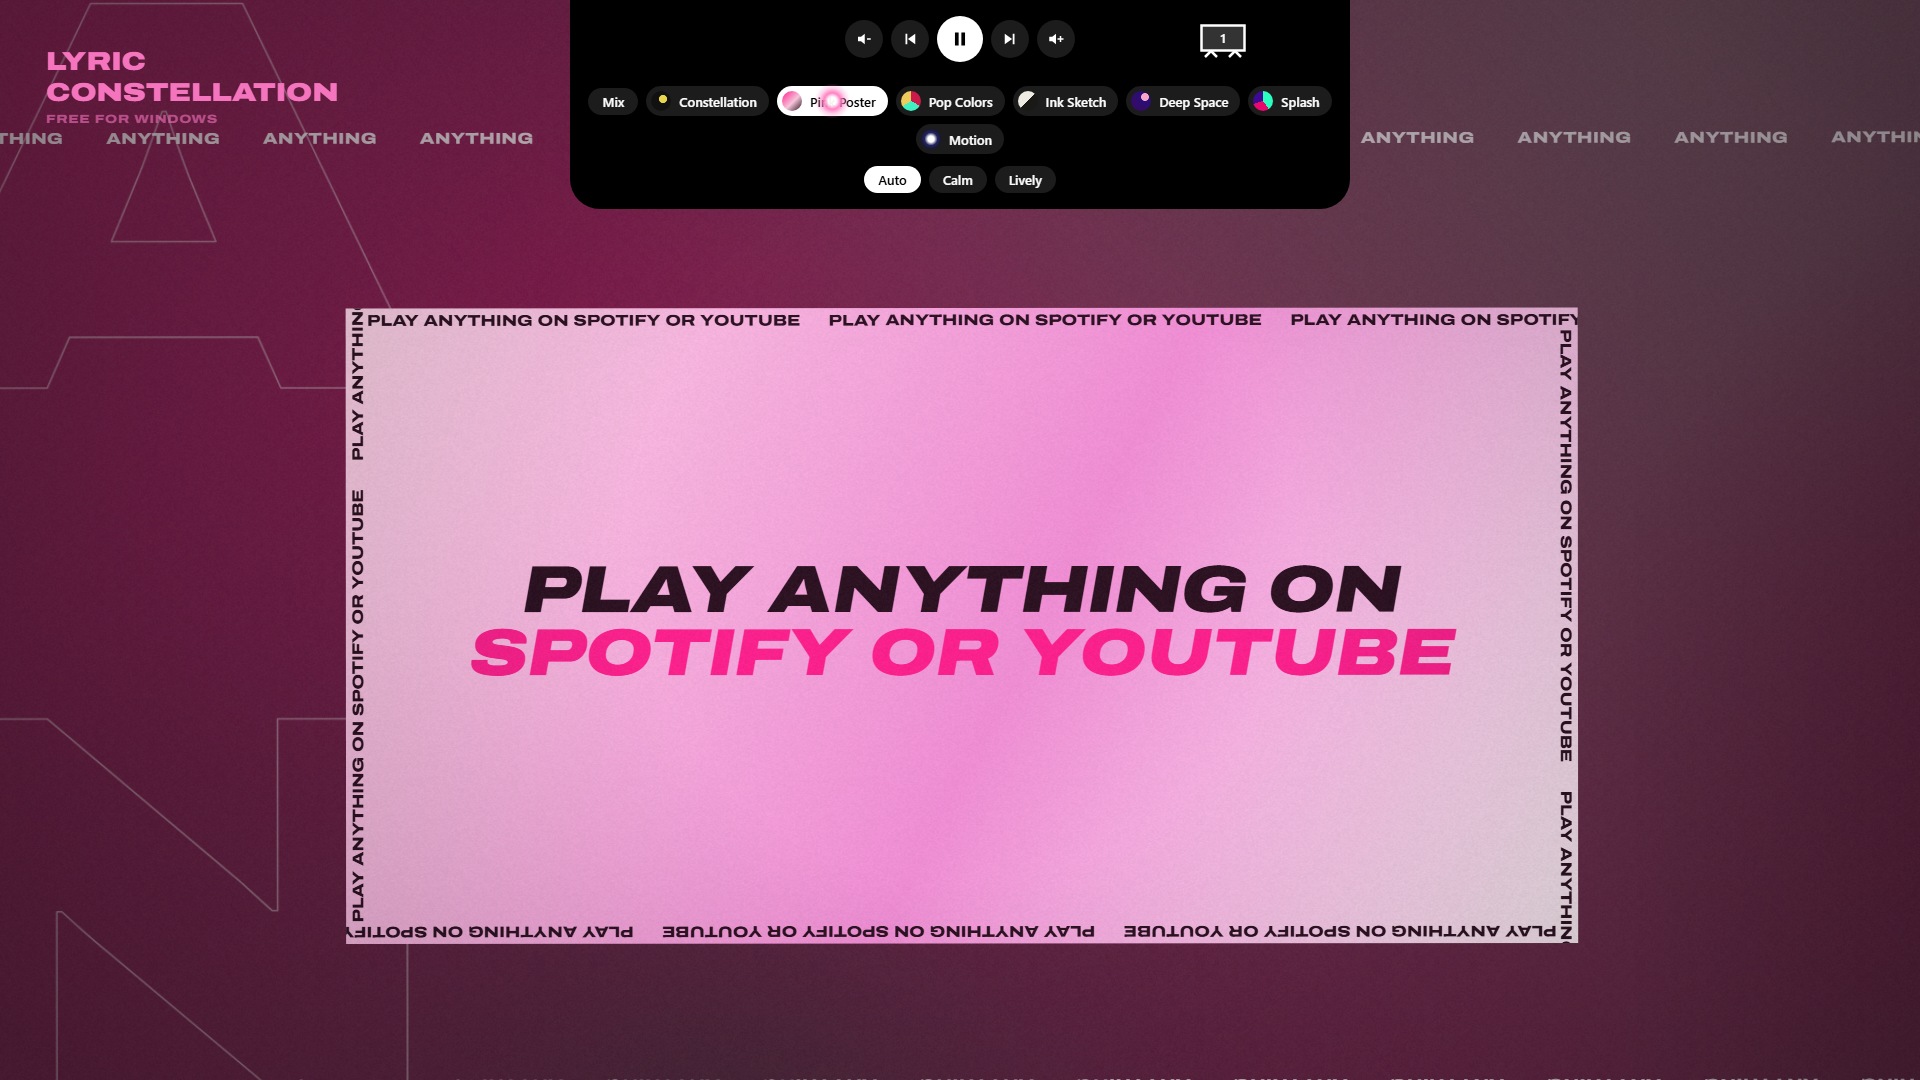 LYRIC
CONSTELLATION
FREE FOR WINDOWS
1
Mix
Constellation
Poster
Pop Colors
Ink Sketch
Deep Space
Splash
Motion
Auto
Calm
Lively
THING ANYTHING ANYTHING ANYTHING
ANYTHING ANYTHING ANYTHING ANYTHIN
PLAY ANYTHING ON SPOTIFY OR YOUTUBE PLAY ANYTHING ON SPOTIFY OR YOUTUBE PLAY ANYTHING ON SPOTIFY
PLAY ANYTHING ON SPOTIFY OR YOUTUBE PLAY ANYTHING
PLAY ANYTHING ON
SPOTIFY OR YOUTUBE
PLAY ANYTHING ON SPOTIFY OR YOUTUBE PLAY ANYTHING
PLAY ANYTHING ON SPOTIFY OR YOUTUBE PLAY ANYTHING ON SPOTIFY OR YOUTUBE PLAY ANYTHING ON SPOTIFY